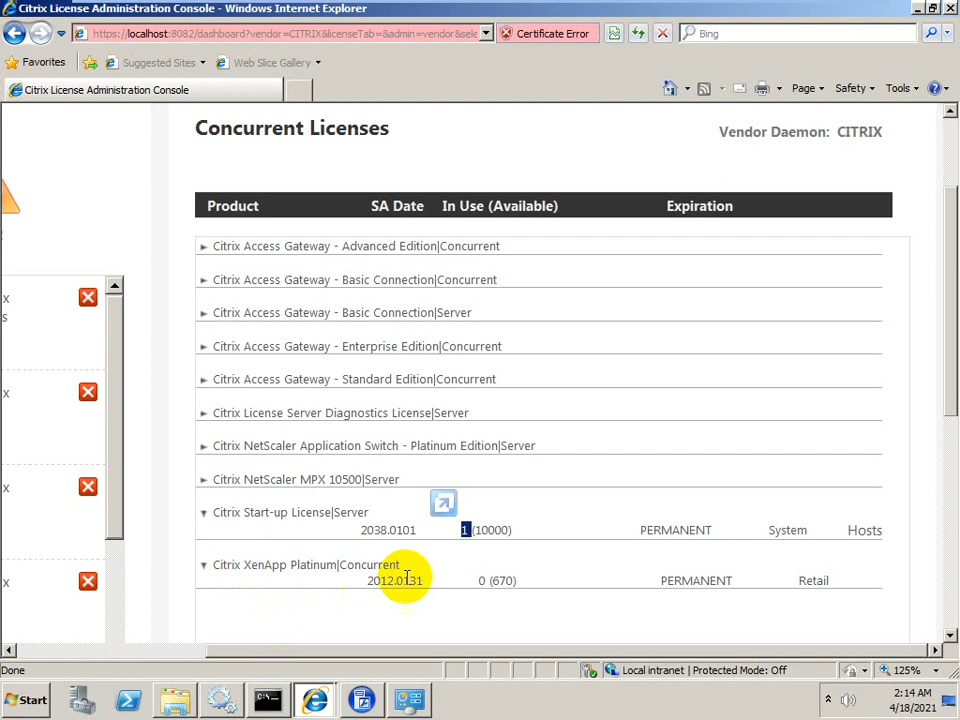 Citrix License Administration Console - Windows Internet Explorer
https://localhost:8082/dashboard?vendor=CITRIX&licenseTab=&admin=vendor&sele
Certificate Error
Bing
Favorites
Suggested Sites
Web Slice Gallery
Citrix License Administration Console
Page
Safety
Tools
Concurrent Licenses
Vendor Daemon: CITRIX
Product SA Date In Use (Available) Expiration
Citrix Access Gateway - Advanced Edition|Concurrent
Citrix Access Gateway - Basic Connection|Concurrent
Citrix Access Gateway - Basic Connection|Server
Citrix Access Gateway - Enterprise Edition|Concurrent
Citrix Access Gateway - Standard Edition|Concurrent
Citrix License Server Diagnostics License|Server
Citrix NetScaler Application Switch - Platinum Edition|Server
Citrix NetScaler MPX 10500|Server
Citrix Start-up License|Server
2038.0101 1 (10000) PERMANENT System Hosts
Citrix XenApp Platinum|Concurrent
2012.0131 0 (670) PERMANENT Retail
x
s
x
x
x
Done
Local intranet | Protected Mode: Off
125%
Start
2:14 AM
4/18/2021